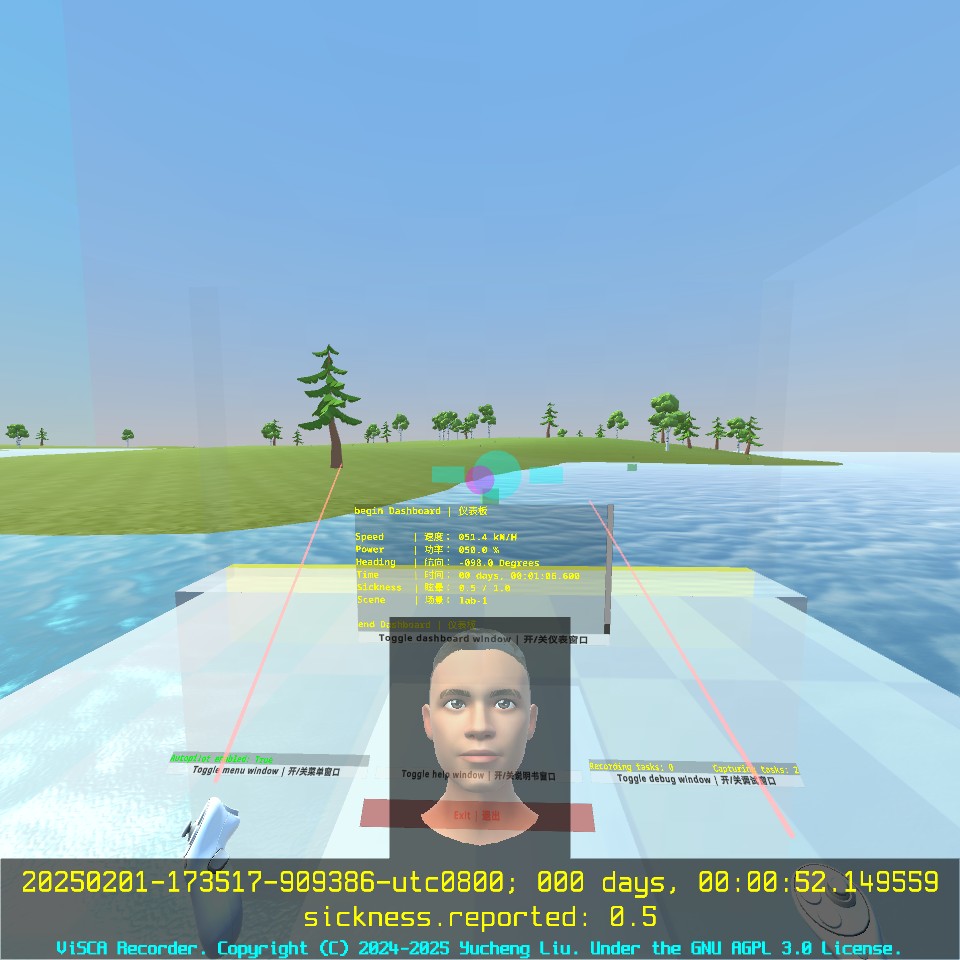 begin Dashboard | 仪表板
Speed | 速度： 051.4 kM/H
Power | 功率： 050.0 %
Heading | 航向： -093.0 Degrees
Time | 时间： 00 days, 00:01:06.600
Sickness | 眩晕： 0.5 / 1.0
Scene | 场景： lab-1
end Dashboard | 仪表板
Toggle dashboard window | 开/关仪表窗口
Autopilot enabled: True
Toggle menu window | 开/关菜单窗口
Toggle help window | 开/关说明书窗口
Recording tasks: 0 Capturing tasks: 2
Toggle debug window | 开/关调试窗口
Exit | 退出
20250201-173517-909386-utc0800; 000 days, 00:00:52.149559
sickness.reported: 0.5
ViSCA Recorder. Copyright (C) 2024-2025 Yucheng Liu. Under the GNU AGPL 3.0 License.